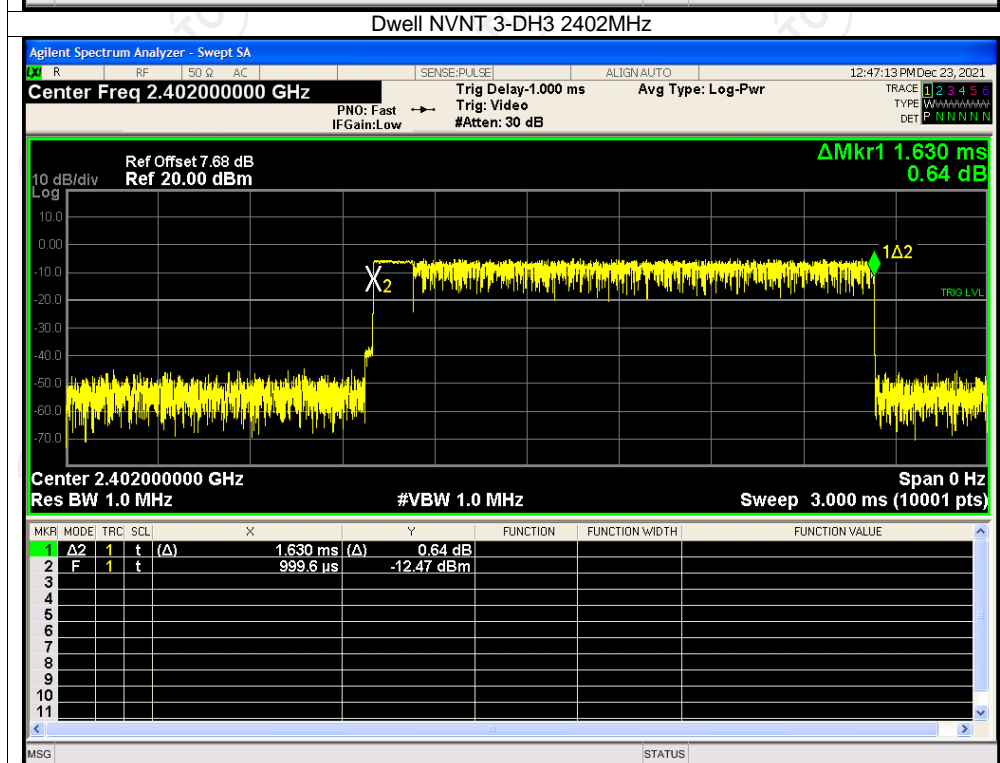 Dwell NVNT 3-DH3 2402MHz
Agilent Spectrum Analyzer - Swept SA
LXI R RF 50 Ω AC SENSE:PULSE ALIGN AUTO 12:47:13 PM Dec 23, 2021
Center Freq 2.402000000 GHz Trig Delay-1.000 ms Avg Type: Log-Pwr TRACE 1 2 3 4 5 6
PNO: Fast Trig: Video TYPE WWWWWW
IFGain:Low #Atten: 30 dB DET P N N N N N
ΔMkr1 1.630 ms
0.64 dB
Ref Offset 7.68 dB
10 dB/div Ref 20.00 dBm
Log
10.0
0.00
-10.0
-20.0
-30.0
-40.0
-50.0
-60.0
-70.0
1Δ2
X2
TRIG LVL
Center 2.402000000 GHz Span 0 Hz
Res BW 1.0 MHz #VBW 1.0 MHz Sweep 3.000 ms (10001 pts)
MKR MODE TRC SCL X Y FUNCTION FUNCTION WIDTH FUNCTION VALUE
1 Δ2 1 t (Δ) 1.630 ms (Δ) 0.64 dB
2 F 1 t 999.6 µs -12.47 dBm
3
4
5
6
7
8
9
10
11
MSG STATUS